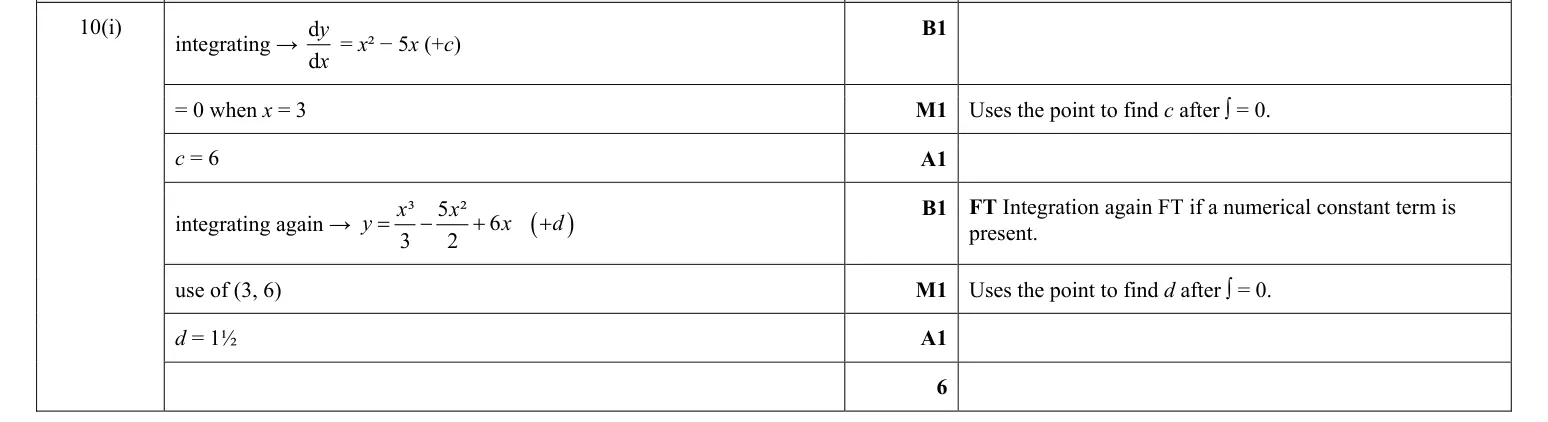 10(i)
integrating → dy/dx = x² − 5x (+c) B1
= 0 when x = 3 M1 Uses the point to find c after ∫ = 0.
c = 6 A1
integrating again → y = x³/3 − 5x²/2 + 6x (+d) B1 FT Integration again FT if a numerical constant term is
present.
use of (3, 6) M1 Uses the point to find d after ∫ = 0.
d = 1½ A1
6